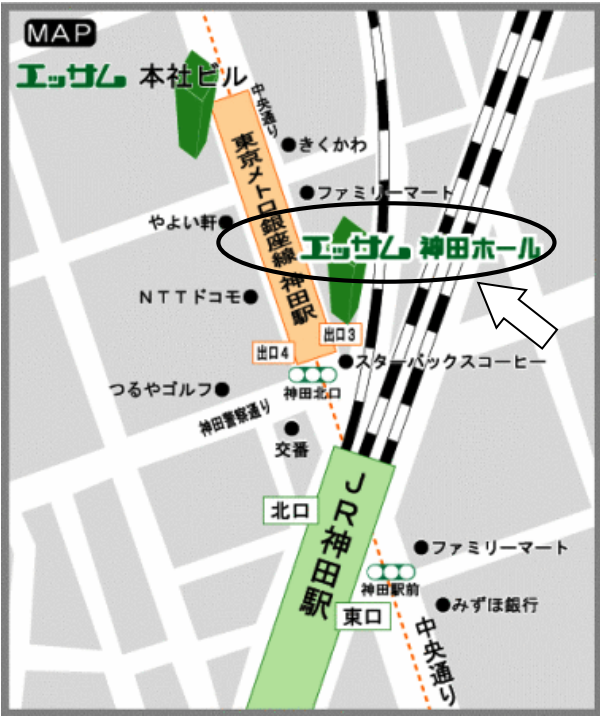 MAP
エッサム 本社ビル
中央通り
きくかわ
東京メトロ銀座線 神田駅
ファミリーマート
やよい軒
エッサム 神田ホール
NTTドコモ
出口3
出口4
スターバックスコーヒー
神田北口
つるやゴルフ
神田警察通り
交番
JR神田駅
北口
ファミリーマート
神田駅前
みずほ銀行
東口
中央通り